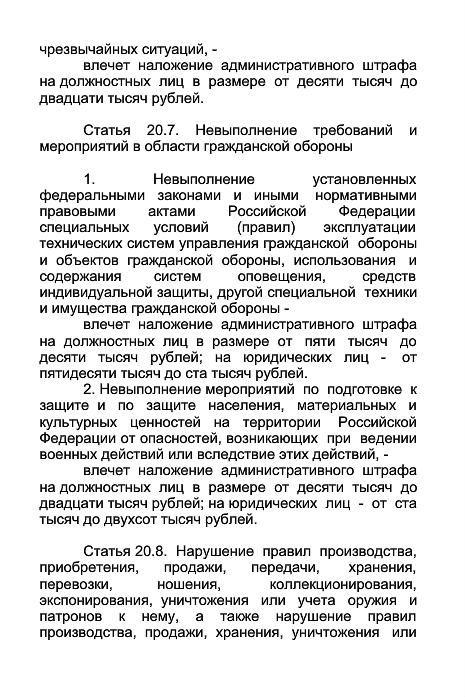 чрезвычайных ситуаций, -
влечет наложение административного штрафа
на должностных лиц в размере от десяти тысяч до
двадцати тысяч рублей.
Статья 20.7. Невыполнение требований и
мероприятий в области гражданской обороны
1. Невыполнение установленных
федеральными законами и иными нормативными
правовыми актами Российской Федерации
специальных условий (правил) эксплуатации
технических систем управления гражданской обороны
и объектов гражданской обороны, использования и
содержания систем оповещения, средств
индивидуальной защиты, другой специальной техники
и имущества гражданской обороны -
влечет наложение административного штрафа
на должностных лиц в размере от пяти тысяч до
десяти тысяч рублей; на юридических лиц - от
пятидесяти тысяч до ста тысяч рублей.
2. Невыполнение мероприятий по подготовке к
защите и по защите населения, материальных и
культурных ценностей на территории Российской
Федерации от опасностей, возникающих при ведении
военных действий или вследствие этих действий, -
влечет наложение административного штрафа
на должностных лиц в размере от десяти тысяч до
двадцати тысяч рублей; на юридических лиц - от ста
тысяч до двухсот тысяч рублей.
Статья 20.8. Нарушение правил производства,
приобретения, продажи, передачи, хранения,
перевозки, ношения, коллекционирования,
экспонирования, уничтожения или учета оружия и
патронов к нему, а также нарушение правил
производства, продажи, хранения, уничтожения или